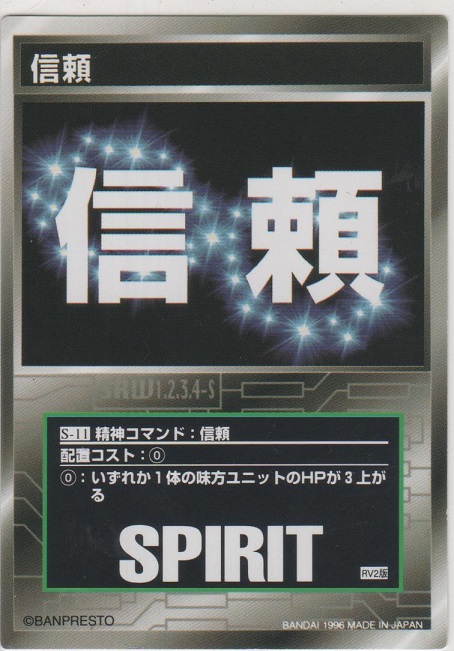 信頼
信頼
SRW1.2.3.4-S
S-11 精神コマンド：信頼
配置コスト：⓪
⓪：いずれか1体の味方ユニットのHPが3上が
る
SPIRIT
RV2版
©BANPRESTO
BANDAI 1996 MADE IN JAPAN